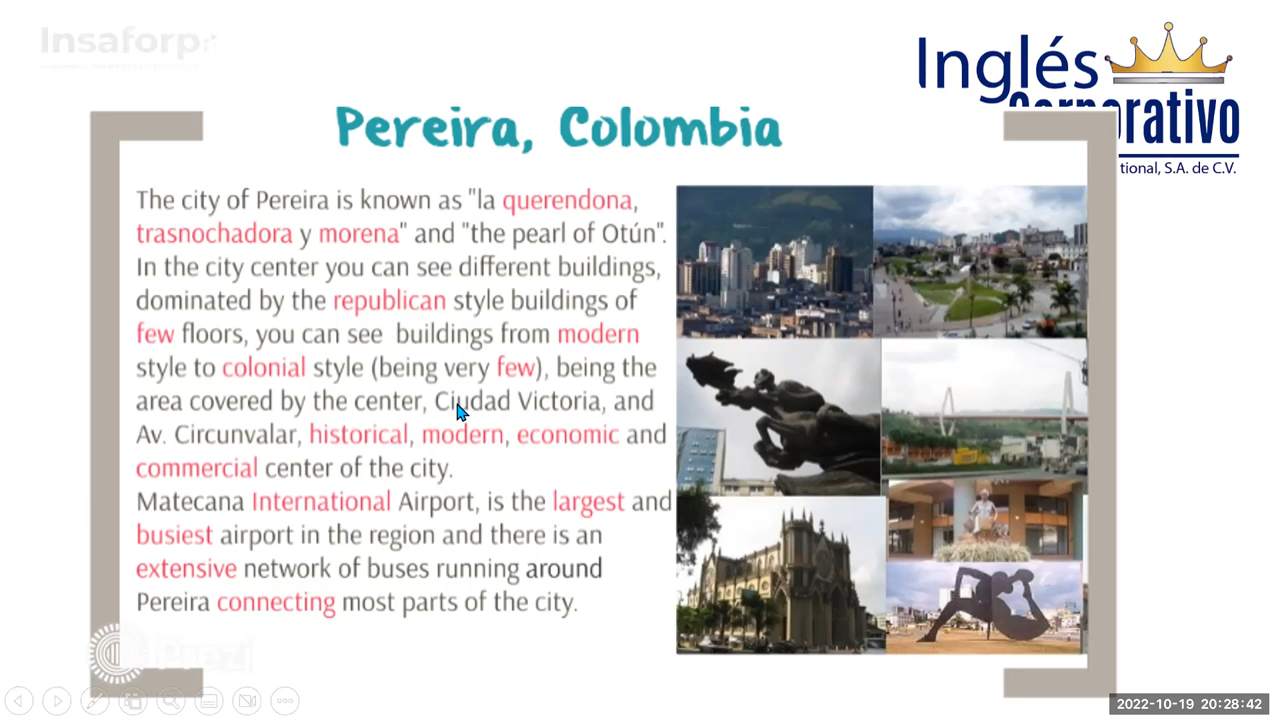 Insaforp
Inglés
Corporativo
tional, S.A. de C.V.
Pereira, Colombia
The city of Pereira is known as "la querendona,
trasnochadora y morena" and "the pearl of Otún".
In the city center you can see different buildings,
dominated by the republican style buildings of
few floors, you can see buildings from modern
style to colonial style (being very few), being the
area covered by the center, Ciudad Victoria, and
Av. Circunvalar, historical, modern, economic and
commercial center of the city.
Matecana International Airport, is the largest and
busiest airport in the region and there is an
extensive network of buses running around
Pereira connecting most parts of the city.
Prezi
2022-10-19 20:28:42